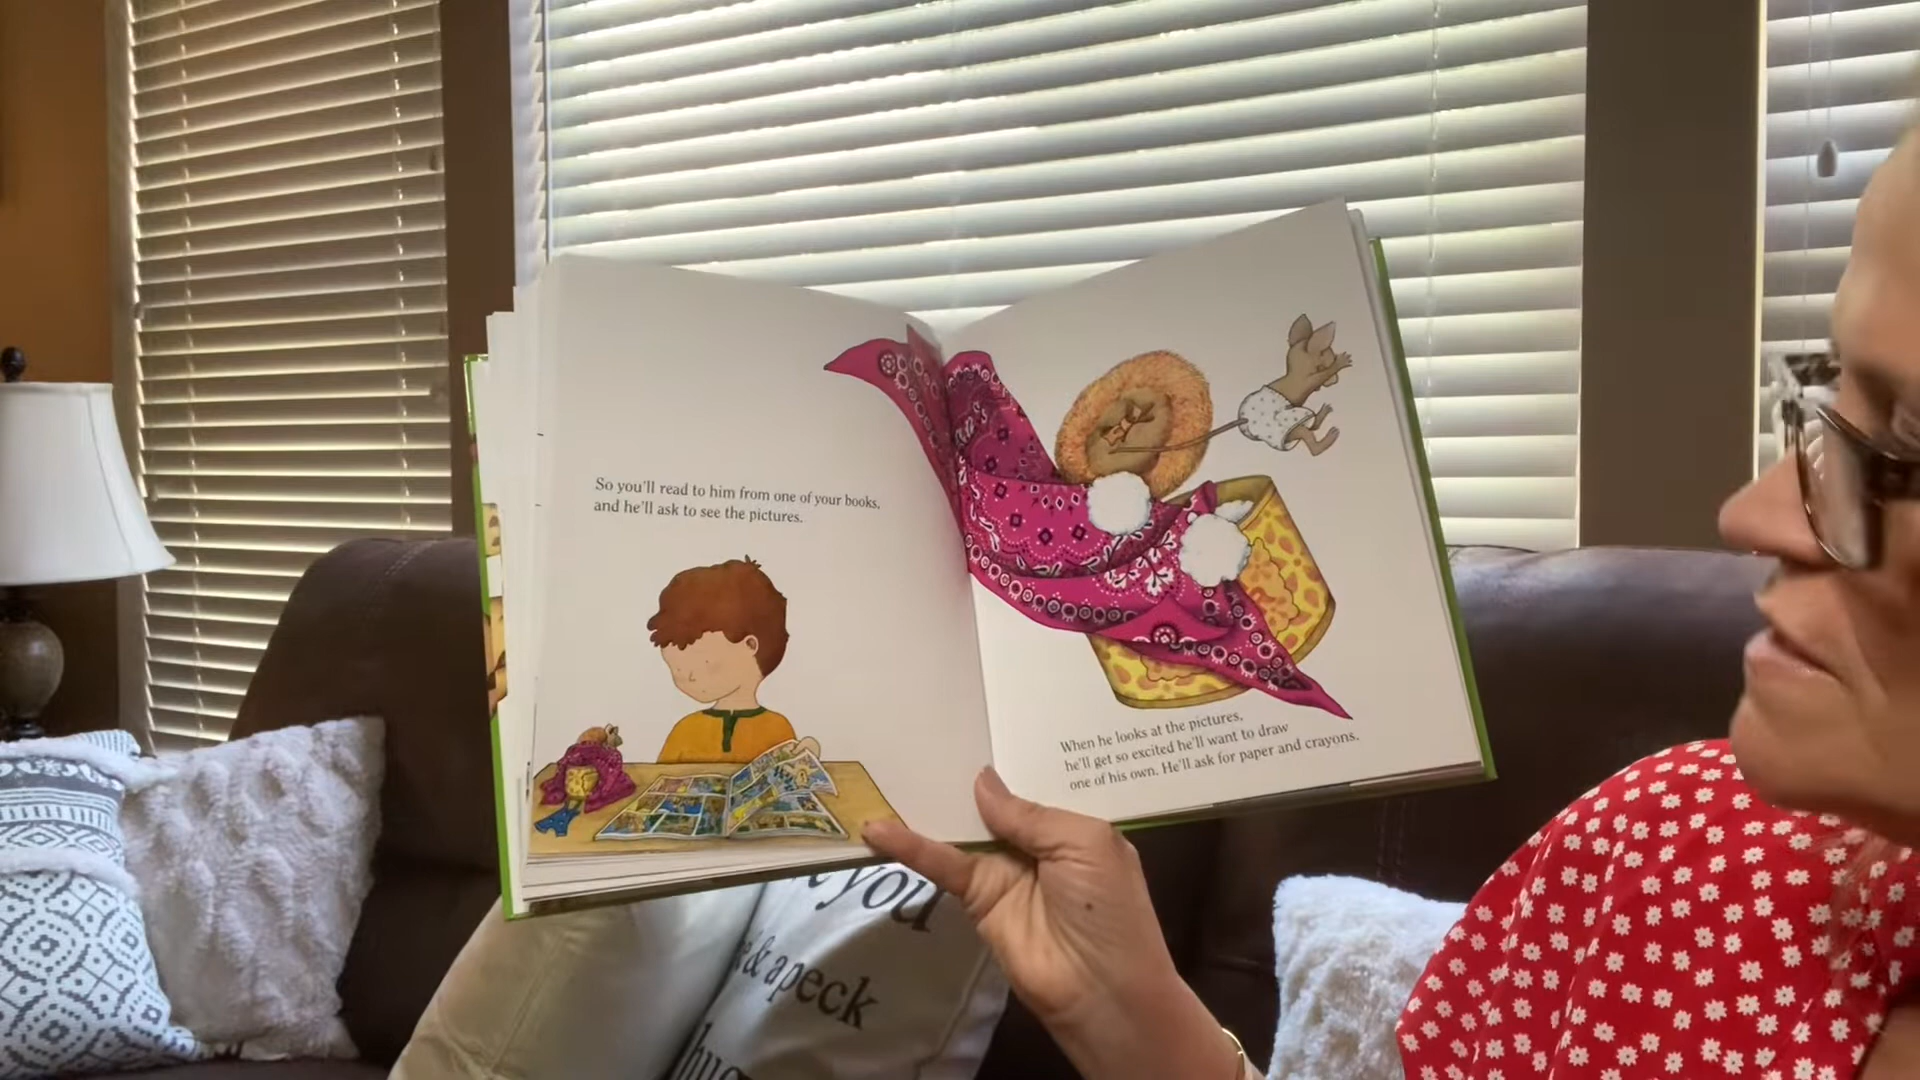 So you'll read to him from one of your books,
and he'll ask to see the pictures.
When he looks at the pictures,
he'll get so excited he'll want to draw
one of his own. He'll ask for paper and crayons.
you
& a peck
hug